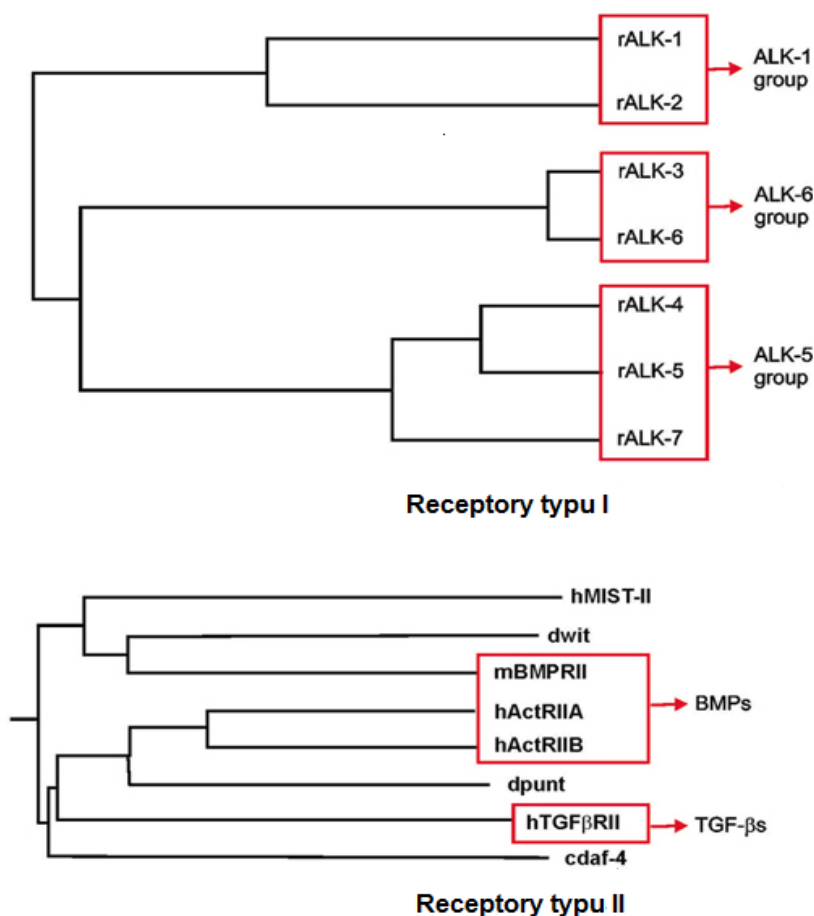 rALK-1
ALK-1
group
rALK-2
rALK-3
ALK-6
group
rALK-6
rALK-4
rALK-5
ALK-5
group
rALK-7
Receptory typu I
hMIST-II
dwit
mBMPRII
BMPs
hActRIIA
hActRIIB
dpunt
hTGFβRII
TGF-βs
cdaf-4
Receptory typu II